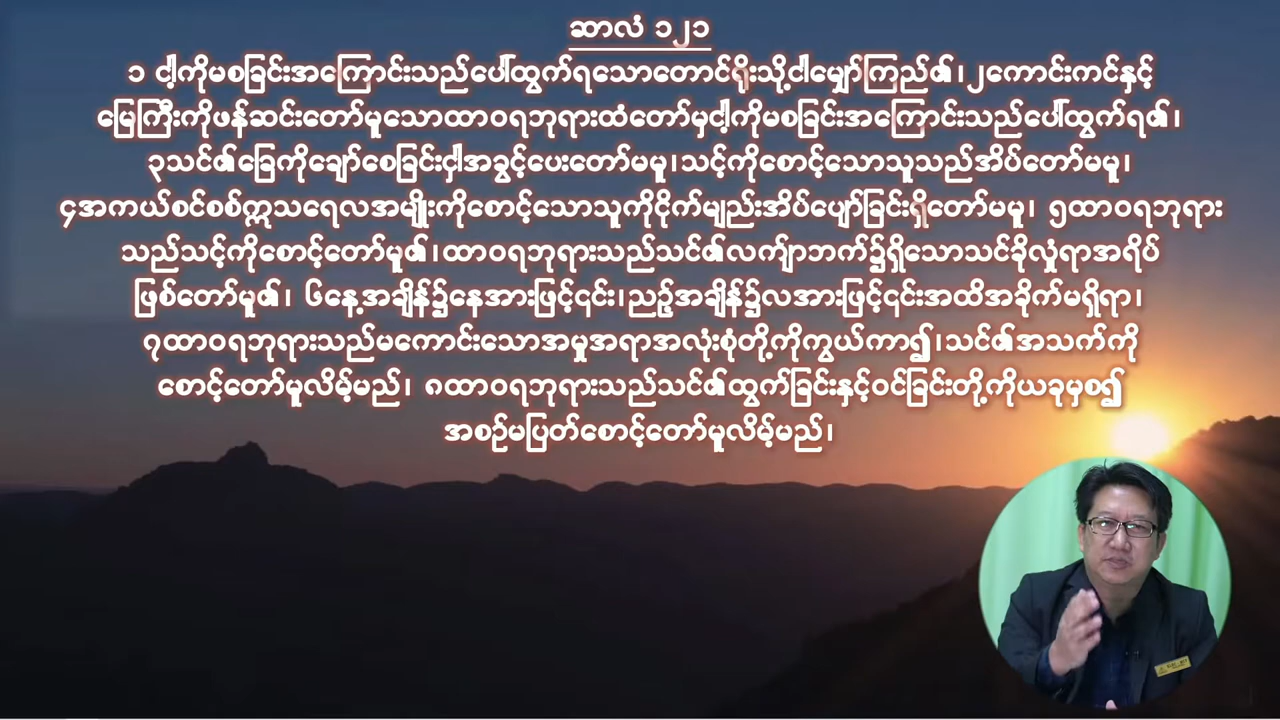 ဆာလံ ၁၂၁
၁ ငါ့ကိုမစခြင်းအကြောင်းသည်ပေါ်ထွက်ရသောတောင်ရိုးသို့ငါမျှော်ကြည့်၏၊၂ကောင်းကင်နှင့်
မြေကြီးကိုဖန်ဆင်းတော်မူသောထာဝရဘုရားထံတော်မှငါ့ကိုမစခြင်းအကြောင်းသည်ပေါ်ထွက်ရ၏၊
၃သင်၏ခြေကိုချော်စေခြင်းငှါအခွင့်ပေးတော်မမူ၊သင့်ကိုစောင့်သောသူသည်အိပ်တော်မမူ၊
၄အကယ်စင်စစ်ဣသရေလအမျိုးကိုစောင့်သောသူကိုငိုက်မျည်းအိပ်ပျော်ခြင်းရှိတော်မမူ၊ ၅ထာဝရဘုရား
သည်သင့်ကိုစောင့်တော်မူ၏၊ထာဝရဘုရားသည်သင်၏လက်ျာဘက်၌ရှိသောသင်ခိုလှုံရာအရိပ်
ဖြစ်တော်မူ၏၊ ၆နေ့အချိန်၌နေအားဖြင့်၎င်း၊ညဉ့်အချိန်၌လအားဖြင့်၎င်းအထိအခိုက်မရှိရာ၊
၇ထာဝရဘုရားသည်မကောင်းသောအမှုအရာအလုံးစုံတို့ကိုကွယ်ကာ၍၊သင်၏အသက်ကို
စောင့်တော်မူလိမ့်မည်၊ ၈ထာဝရဘုရားသည်သင်၏ထွက်ခြင်းနှင့်ဝင်ခြင်းတို့ကိုယခုမှစ၍
အစဉ်မပြတ်စောင့်တော်မူလိမ့်မည်၊